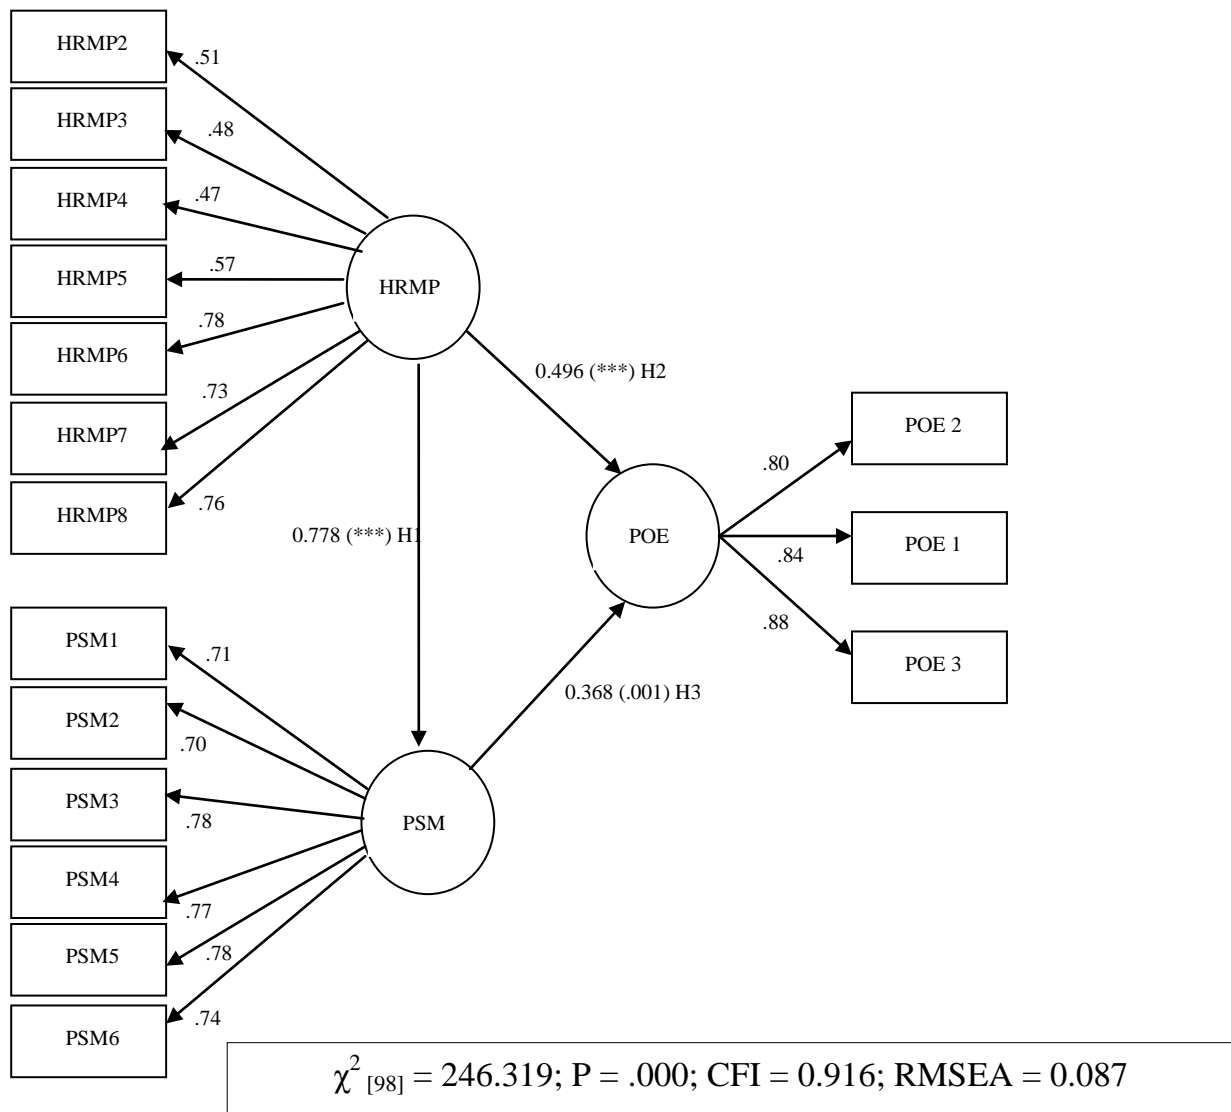 HRMP2
.51
HRMP3
.48
HRMP4
.47
HRMP5
.57
HRMP
HRMP6
.78
HRMP7
.73
HRMP8
.76
0.496 (***) H2
0.778 (***) H1
POE
POE 2
.80
POE 1
.84
POE 3
.88
0.368 (.001) H3
PSM1
.71
PSM2
.70
PSM3
.78
PSM
PSM4
.77
PSM5
.78
PSM6
.74
χ² [98] = 246.319; P = .000; CFI = 0.916; RMSEA = 0.087